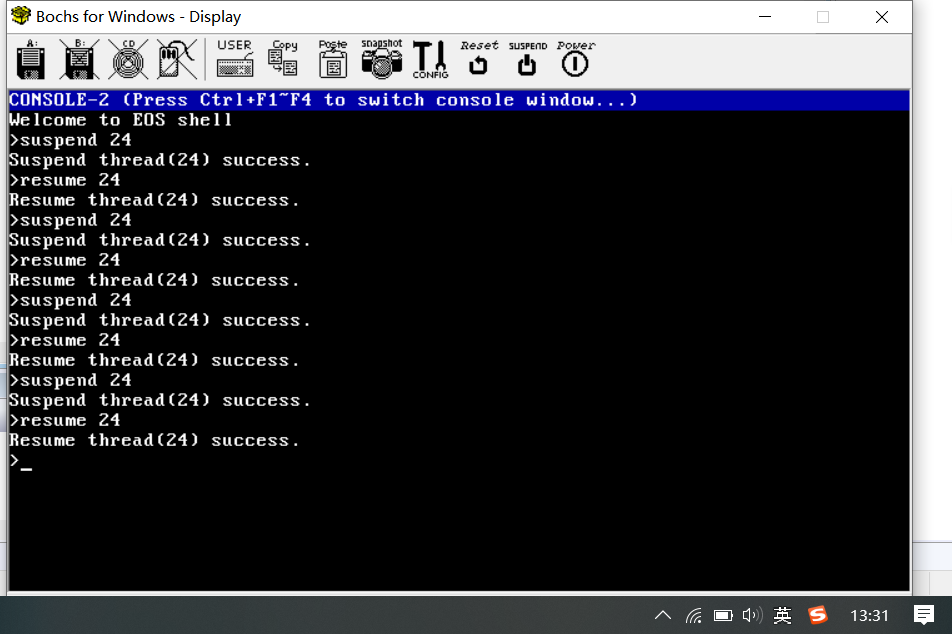 Bochs for Windows - Display
A: B: CD USER Copy Paste snapshot CONFIG Reset SUSPEND Power
CONSOLE-2 (Press Ctrl+F1~F4 to switch console window...)
Welcome to EOS shell
>suspend 24
Suspend thread(24) success.
>resume 24
Resume thread(24) success.
>suspend 24
Suspend thread(24) success.
>resume 24
Resume thread(24) success.
>suspend 24
Suspend thread(24) success.
>resume 24
Resume thread(24) success.
>suspend 24
Suspend thread(24) success.
>resume 24
Resume thread(24) success.
>_
英 S 13:31